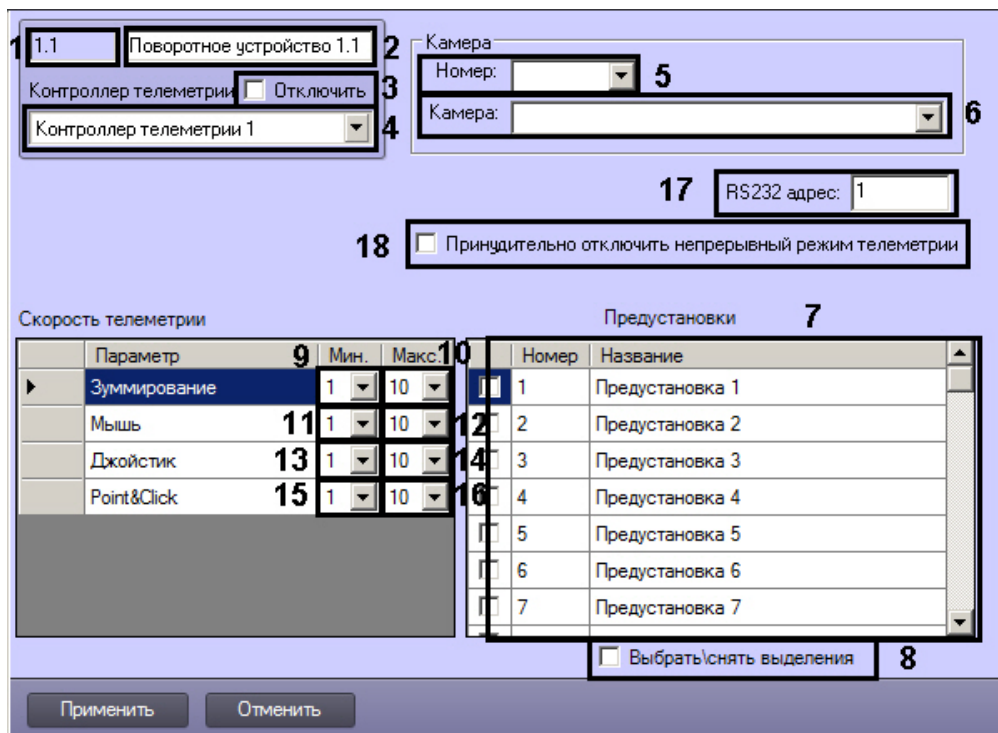 1 1.1 Поворотное устройство 1.1 2
Контроллер телеметрии Отключить 3
Контроллер телеметрии 1 4
Камера
Номер: 5
Камера: 6
17 RS232 адрес: 1
18 Принудительно отключить непрерывный режим телеметрии
Скорость телеметрии
Параметр 9 Мин. Макс. 10
Зуммирование 1 10
Мышь 11 1 10 12
Джойстик 13 1 10 14
Point&Click 15 1 10 16
Предустановки 7
Номер Название
1 Предустановка 1
2 Предустановка 2
3 Предустановка 3
4 Предустановка 4
5 Предустановка 5
6 Предустановка 6
7 Предустановка 7
Выбрать\снять выделения 8
Применить Отменить